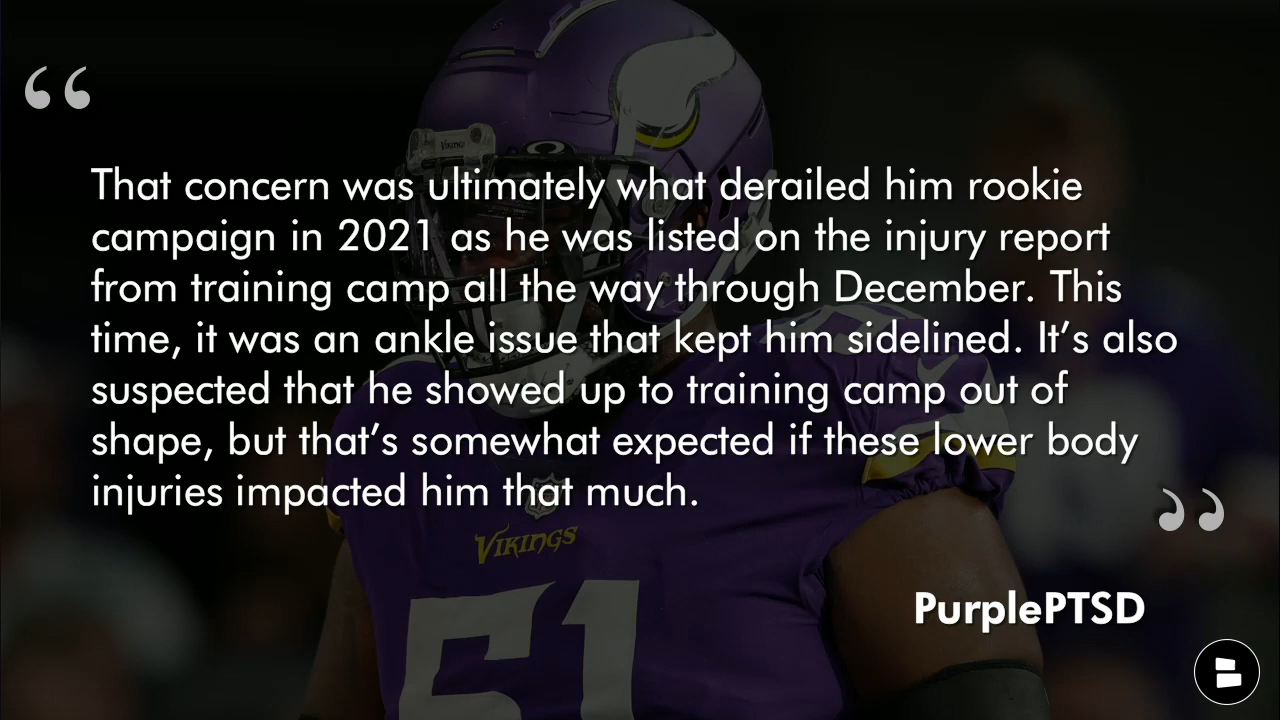 “
That concern was ultimately what derailed him rookie
campaign in 2021 as he was listed on the injury report
from training camp all the way through December. This
time, it was an ankle issue that kept him sidelined. It’s also
suspected that he showed up to training camp out of
shape, but that’s somewhat expected if these lower body
injuries impacted him that much.
”
VIKINGS
51
PurplePTSD